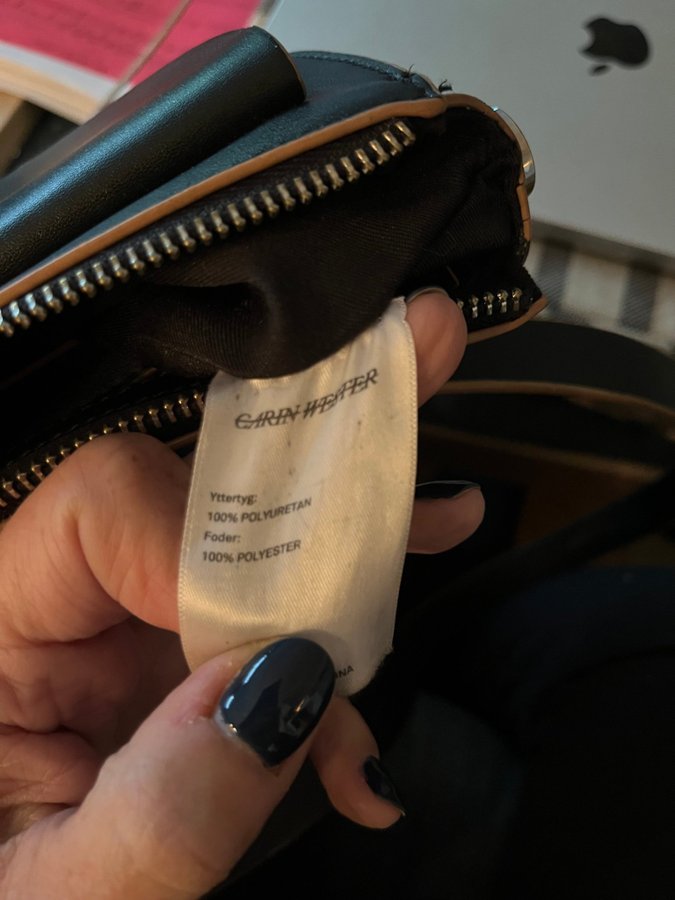 CARIN WESTER
Yttertyg:
100% POLYURETAN
Foder:
100% POLYESTER